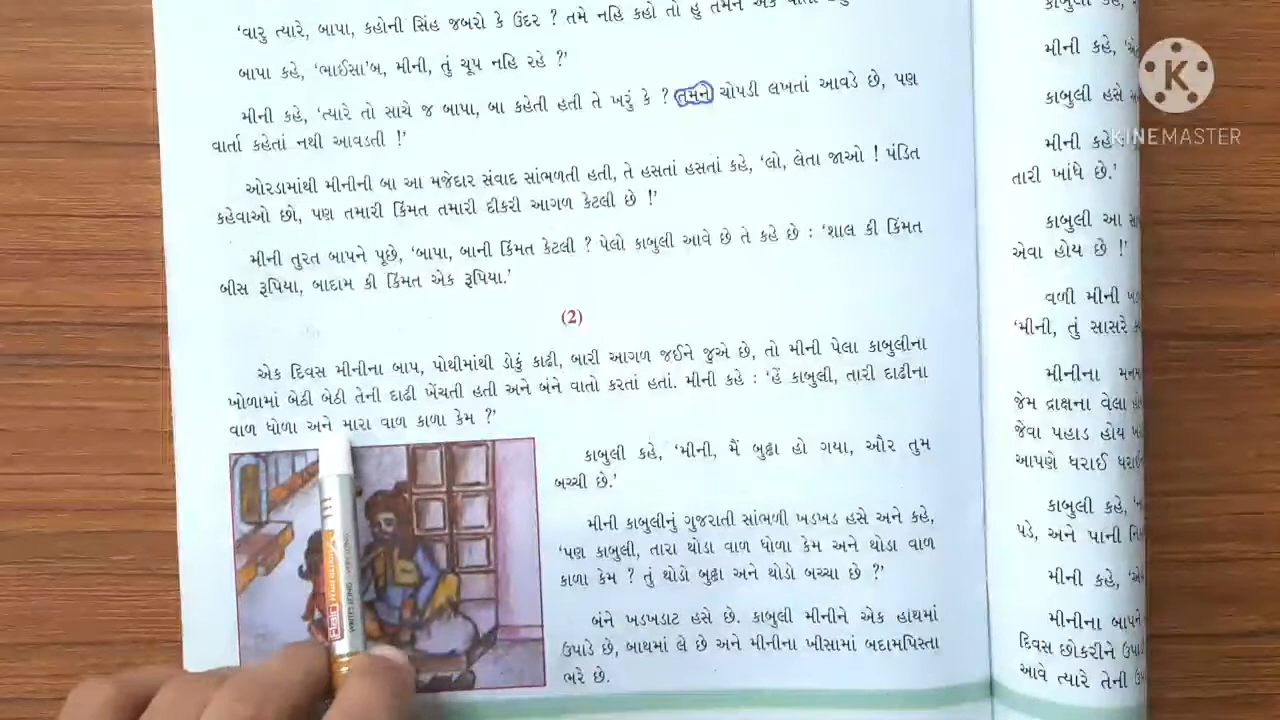 'વારુ ત્યારે, બાપા, કહોની સિંહ જબરો કે ઉંદર ? તમે નહિ કહો તો હું તમને એક
બાપા કહે, 'ભાઈસા'બ, મીની, તું ચૂપ નહિ રહે ?'
મીની કહે, 'ત્યારે તો સાચે જ બાપા, બા કહેતી હતી તે ખરું કે ? તમને ચોપડી લખતાં આવડે છે, પણ
વાર્તા કહેતાં નથી આવડતી !'
ઓરડામાંથી મીનીની બા આ મજેદાર સંવાદ સાંભળતી હતી, તે હસતાં હસતાં કહે, 'લો, લેતા જાઓ ! પંડિત
કહેવાઓ છો, પણ તમારી કિંમત તમારી દીકરી આગળ કેટલી છે !'
મીની તુરત બાપને પૂછે, 'બાપા, બાની કિંમત કેટલી ? પેલો કાબુલી આવે છે તે કહે છે : 'શાલ કી કિંમત
બીસ રૂપિયા, બાદામ કી કિંમત એક રૂપિયા.'
(2)
એક દિવસ મીનીના બાપ, પોથીમાંથી ડોકું કાઢી, બારી આગળ જઈને જુએ છે, તો મીની પેલા કાબુલીના
ખોળામાં બેઠી બેઠી તેની દાઢી ખેંચતી હતી અને બંને વાતો કરતાં હતાં. મીની કહે : 'હેં કાબુલી, તારી દાઢીના
વાળ ધોળા અને મારા વાળ કાળા કેમ ?'
કાબુલી કહે, 'મીની, મૈં બુઢ્ઢા હો ગયા, ઔર તુમ
બચ્ચી છે.'
મીની કાબુલીનું ગુજરાતી સાંભળી ખડખડ હસે અને કહે,
'પણ કાબુલી, તારા થોડા વાળ ધોળા કેમ અને થોડા વાળ
કાળા કેમ ? તું થોડો બુઢ્ઢા અને થોડો બચ્ચા છે ?'
બંને ખડખડાટ હસે છે. કાબુલી મીનીને એક હાથમાં
ઉપાડે છે, બાથમાં લે છે અને મીનીના ખીસામાં બદામપિસ્તા
ભરે છે.
મીની કહે,
કાબુલી હસે
મીની કહે
તારી ખાંધે છે.'
કાબુલી આ
એવા હોય છે !'
વળી મીની
'મીની, તું સાસરે
મીનીના
જેમ દ્રાક્ષના વેલા
જેવા પહાડ હોય
આપણે ધરાઈ
કાબુલી કહે,
પડે, અને પાની
મીની કહે,
મીનીના બાપને
દિવસ છોકરીને
આવે ત્યારે તેની
K
KINEMASTER